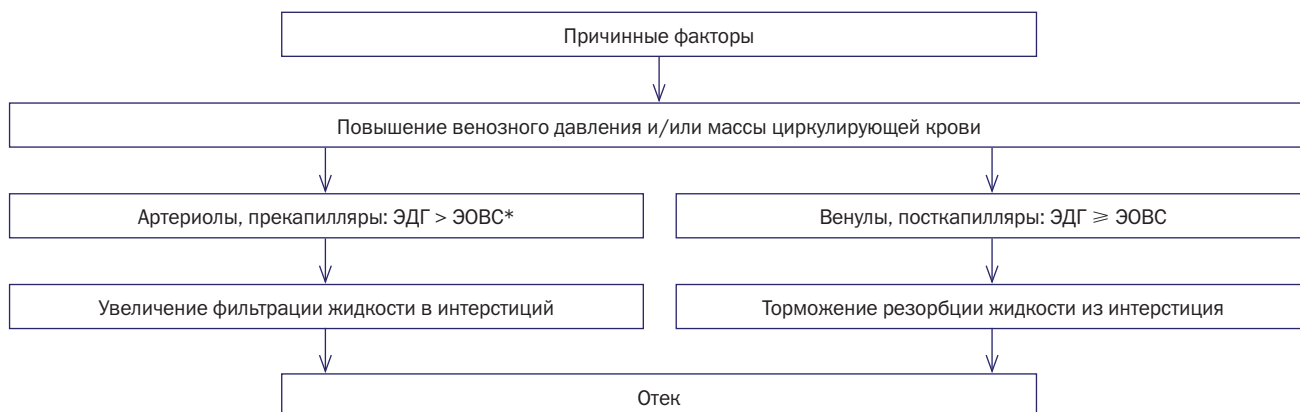 Причинные факторы
Повышение венозного давления и/или массы циркулирующей крови
Артериолы, прекапилляры: ЭДГ > ЭОВС*
Венулы, посткапилляры: ЭДГ ⩾ ЭОВС
Увеличение фильтрации жидкости в интерстиций
Торможение резорбции жидкости из интерстиция
Отек